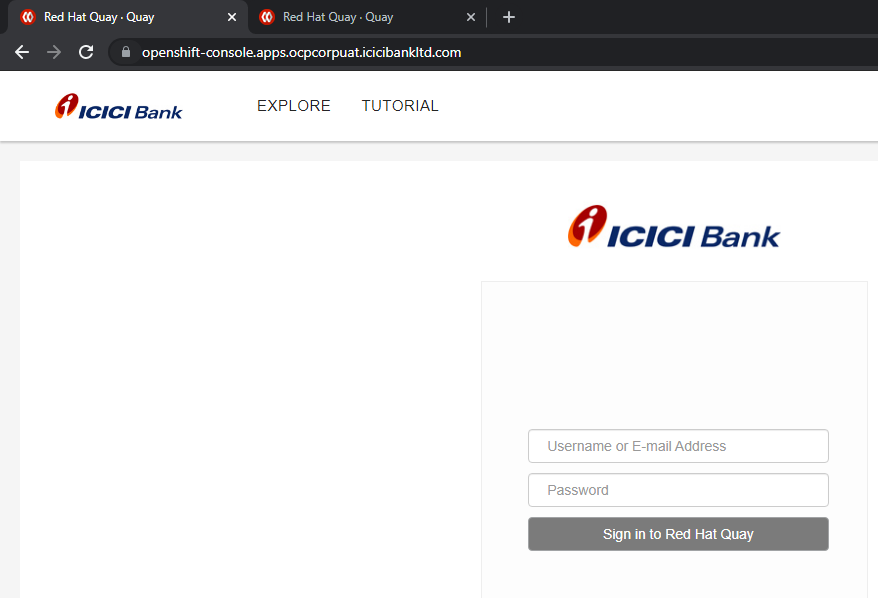 Red Hat Quay · Quay
Red Hat Quay · Quay
openshift-console.apps.ocpcorpuat.icicibankltd.com
ICICI Bank
EXPLORE
TUTORIAL
ICICI Bank
Username or E-mail Address
Password
Sign in to Red Hat Quay